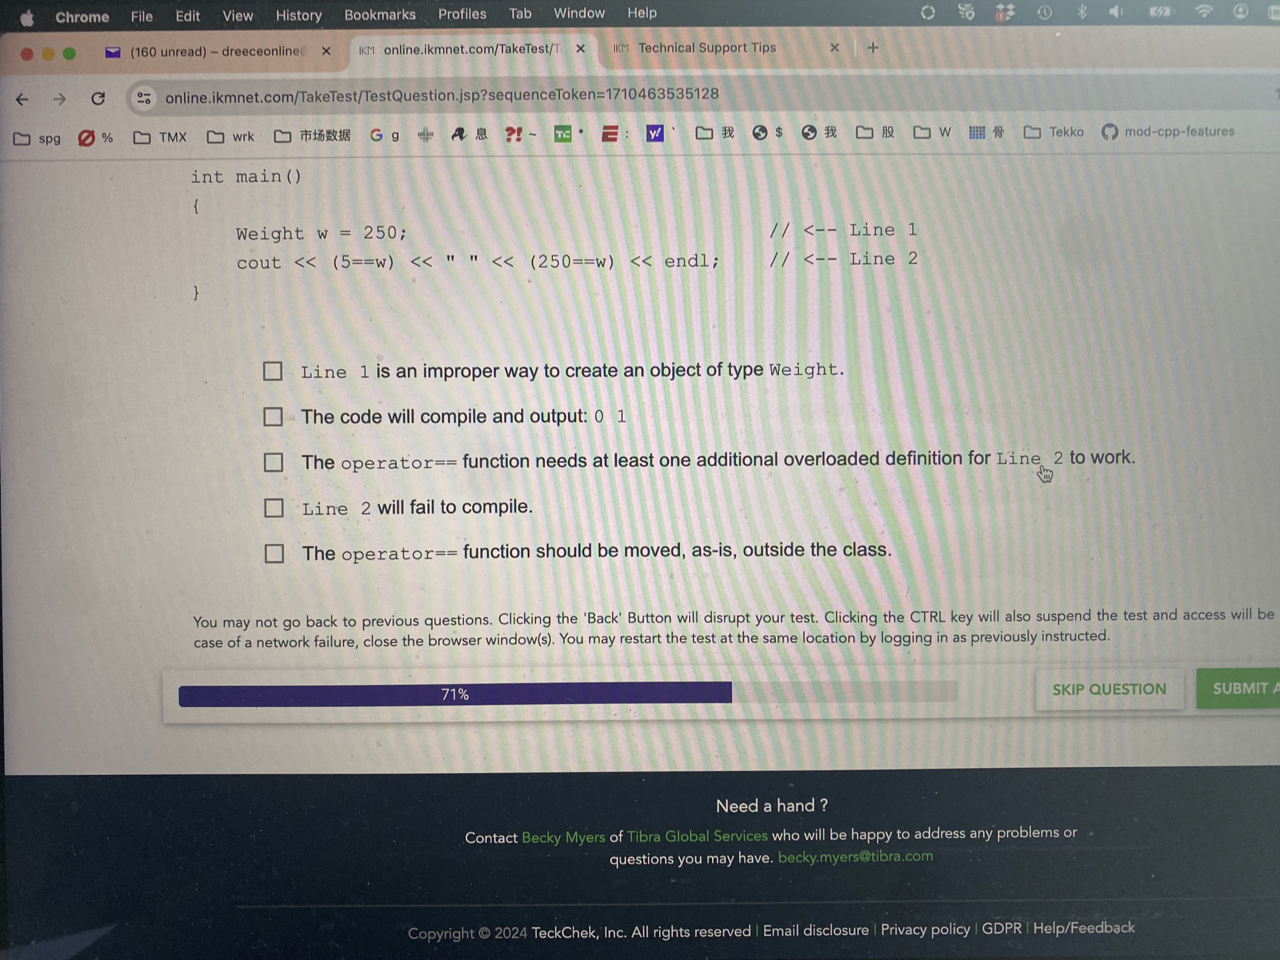 Chrome File Edit View History Bookmarks Profiles Tab Window Help
(160 unread) – dreeceonline
IKM online.ikmnet.com/TakeTest/T
IKM Technical Support Tips
online.ikmnet.com/TakeTest/TestQuestion.jsp?sequenceToken=1710463535128
spg % TMX wrk 市场数据 G g 息 ?! ~ TC • E : y! ` 我 $ 我 股 W 骨 Tekko mod-cpp-features
int main()
{
Weight w = 250; // <-- Line 1
cout << (5==w) << " " << (250==w) << endl; // <-- Line 2
}
Line 1 is an improper way to create an object of type Weight.
The code will compile and output: 0 1
The operator== function needs at least one additional overloaded definition for Line 2 to work.
Line 2 will fail to compile.
The operator== function should be moved, as-is, outside the class.
You may not go back to previous questions. Clicking the 'Back' Button will disrupt your test. Clicking the CTRL key will also suspend the test and access will be
case of a network failure, close the browser window(s). You may restart the test at the same location by logging in as previously instructed.
71%
SKIP QUESTION
SUBMIT A
Need a hand ?
Contact Becky Myers of Tibra Global Services who will be happy to address any problems or
questions you may have. becky.myers@tibra.com
Copyright © 2024 TeckChek, Inc. All rights reserved | Email disclosure | Privacy policy | GDPR | Help/Feedback